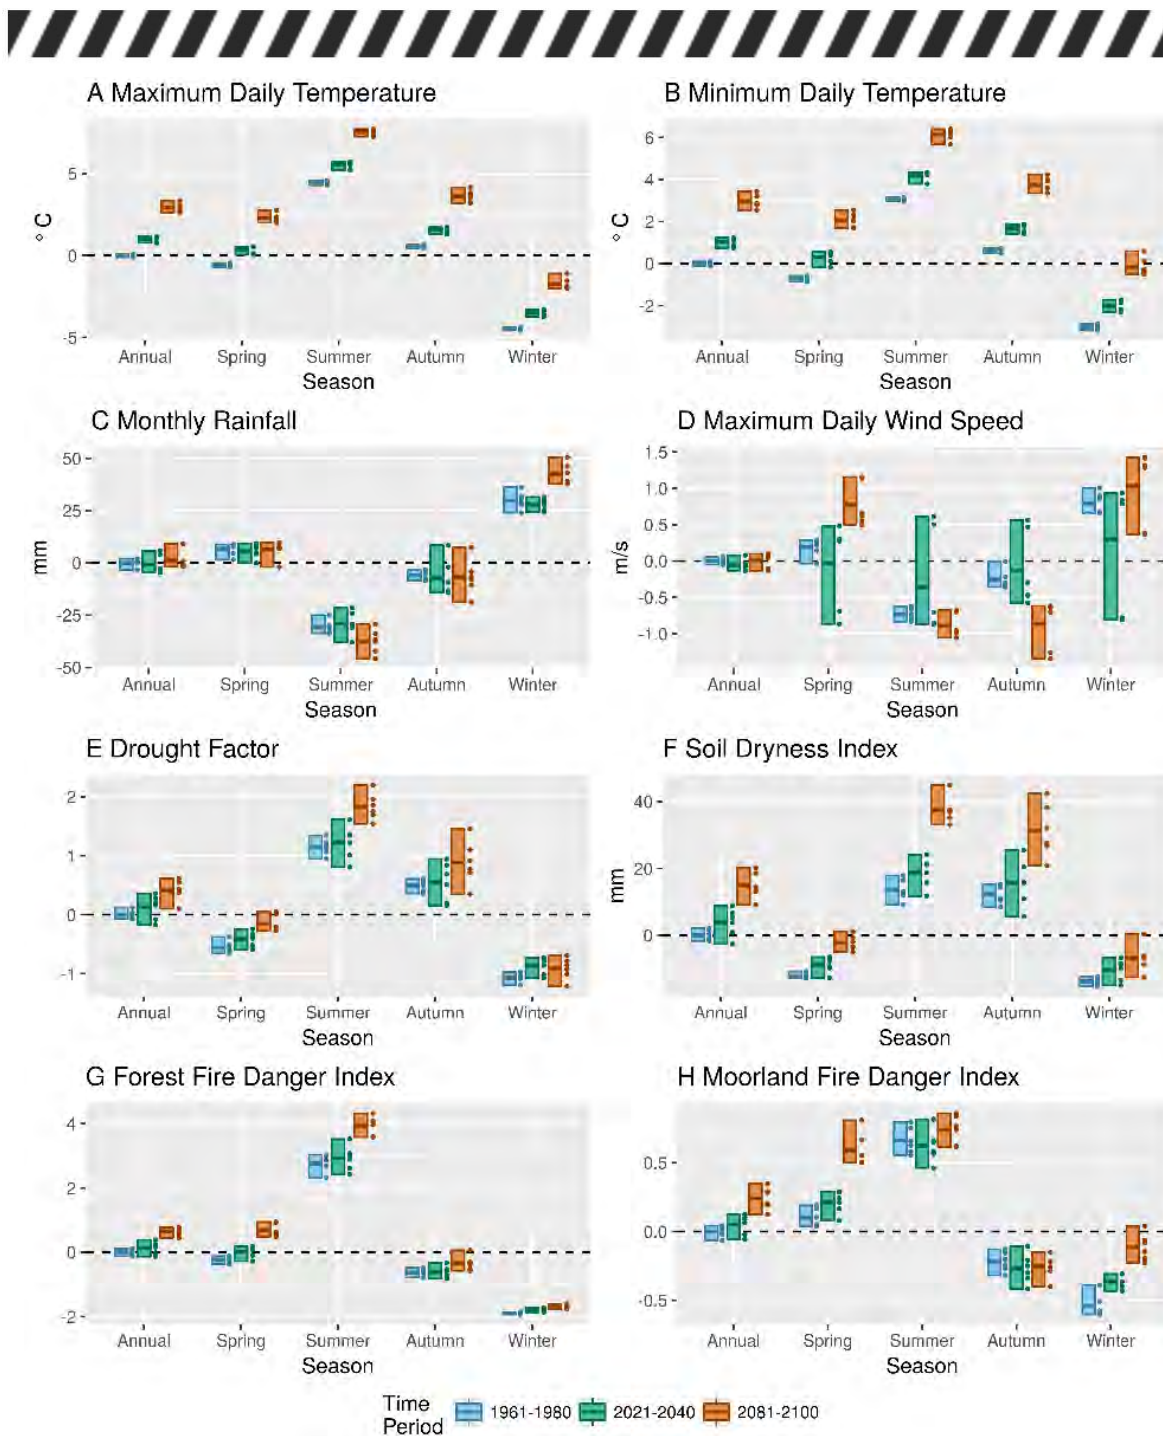 A Maximum Daily Temperature
B Minimum Daily Temperature
°C
5
0
-5
Annual Spring Summer Autumn Winter
Season
°C
6
4
2
0
-2
Annual Spring Summer Autumn Winter
Season
C Monthly Rainfall
D Maximum Daily Wind Speed
mm
50
25
0
-25
-50
Annual Spring Summer Autumn Winter
Season
m/s
1.5
1.0
0.5
0.0
-0.5
-1.0
Annual Spring Summer Autumn Winter
Season
E Drought Factor
F Soil Dryness Index
2
1
0
-1
Annual Spring Summer Autumn Winter
Season
mm
40
20
0
Annual Spring Summer Autumn Winter
Season
G Forest Fire Danger Index
H Moorland Fire Danger Index
4
2
0
-2
Annual Spring Summer Autumn Winter
Season
0.5
0.0
-0.5
Annual Spring Summer Autumn Winter
Season
Time
Period
1961-1980 2021-2040 2081-2100